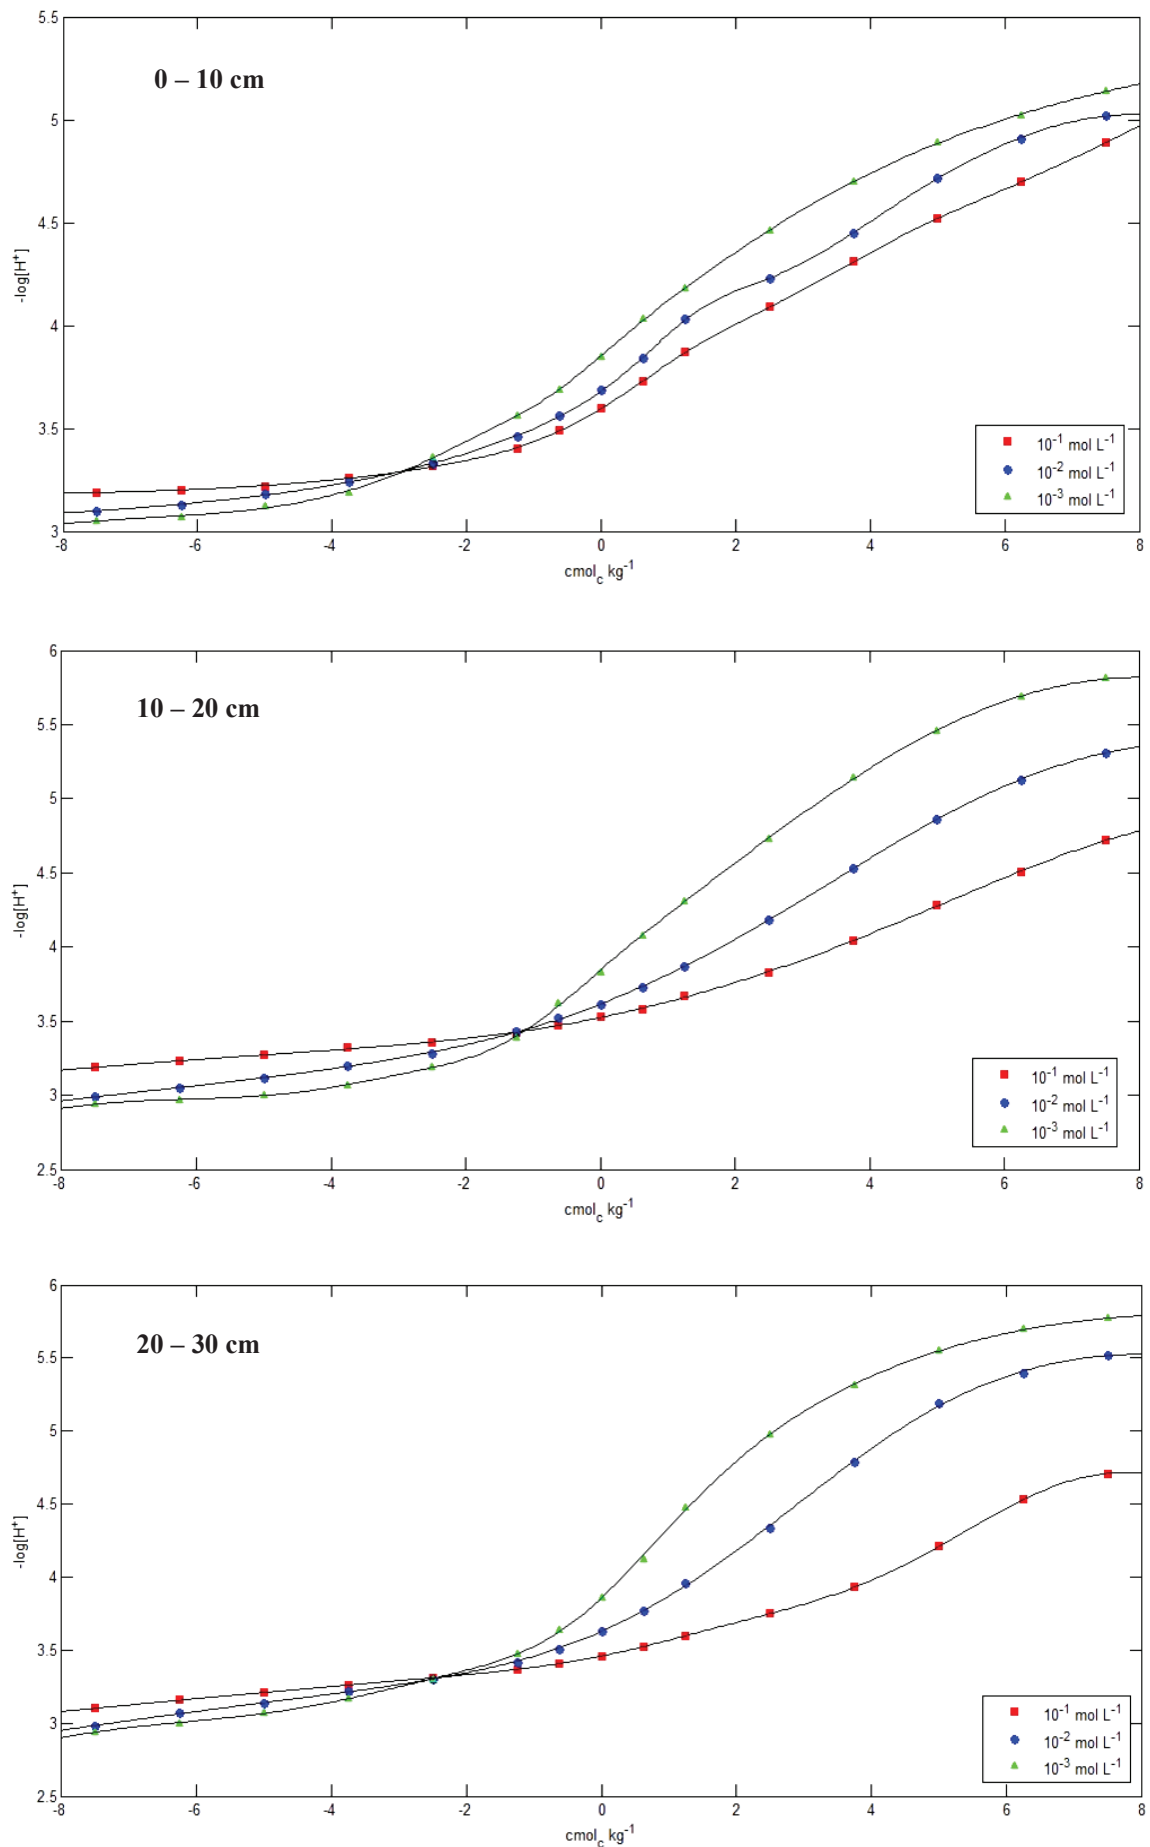 5.5
0 – 10 cm
5
4.5
-log[H⁺]
4
3.5
10⁻¹ mol L⁻¹
10⁻² mol L⁻¹
10⁻³ mol L⁻¹
3
-8 -6 -4 -2 0 2 4 6 8
cmol_c kg⁻¹
6
10 – 20 cm
5.5
5
4.5
-log[H⁺]
4
3.5
10⁻¹ mol L⁻¹
3
10⁻² mol L⁻¹
10⁻³ mol L⁻¹
2.5
-8 -6 -4 -2 0 2 4 6 8
cmol_c kg⁻¹
6
20 – 30 cm
5.5
5
4.5
-log[H⁺]
4
3.5
3
10⁻¹ mol L⁻¹
10⁻² mol L⁻¹
10⁻³ mol L⁻¹
2.5
-8 -6 -4 -2 0 2 4 6 8
cmol_c kg⁻¹